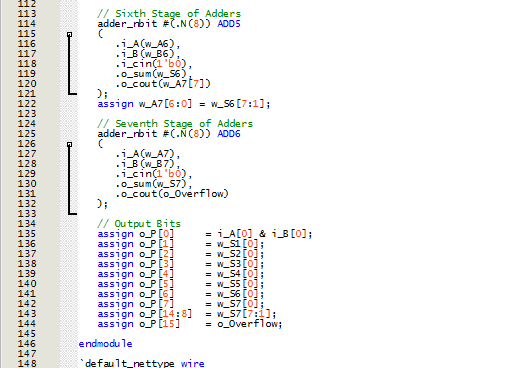 112
113 // Sixth Stage of Adders
114 adder_nbit #(.N(8)) ADD5
115 (
116 .i_A(w_A6),
117 .i_B(w_B6),
118 .i_cin(1'b0),
119 .o_sum(w_S6),
120 .o_cout(w_A7[7])
121 );
122 assign w_A7[6:0] = w_S6[7:1];
123
124 // Seventh Stage of Adders
125 adder_nbit #(.N(8)) ADD6
126 (
127 .i_A(w_A7),
128 .i_B(w_B7),
129 .i_cin(1'b0),
130 .o_sum(w_S7),
131 .o_cout(o_Overflow)
132 );
133
134 // Output Bits
135 assign o_P[0] = i_A[0] & i_B[0];
136 assign o_P[1] = w_S1[0];
137 assign o_P[2] = w_S2[0];
138 assign o_P[3] = w_S3[0];
139 assign o_P[4] = w_S4[0];
140 assign o_P[5] = w_S5[0];
141 assign o_P[6] = w_S6[0];
142 assign o_P[7] = w_S7[0];
143 assign o_P[14:8] = w_S7[7:1];
144 assign o_P[15] = o_Overflow;
145
146 endmodule
147
148 `default_nettype wire